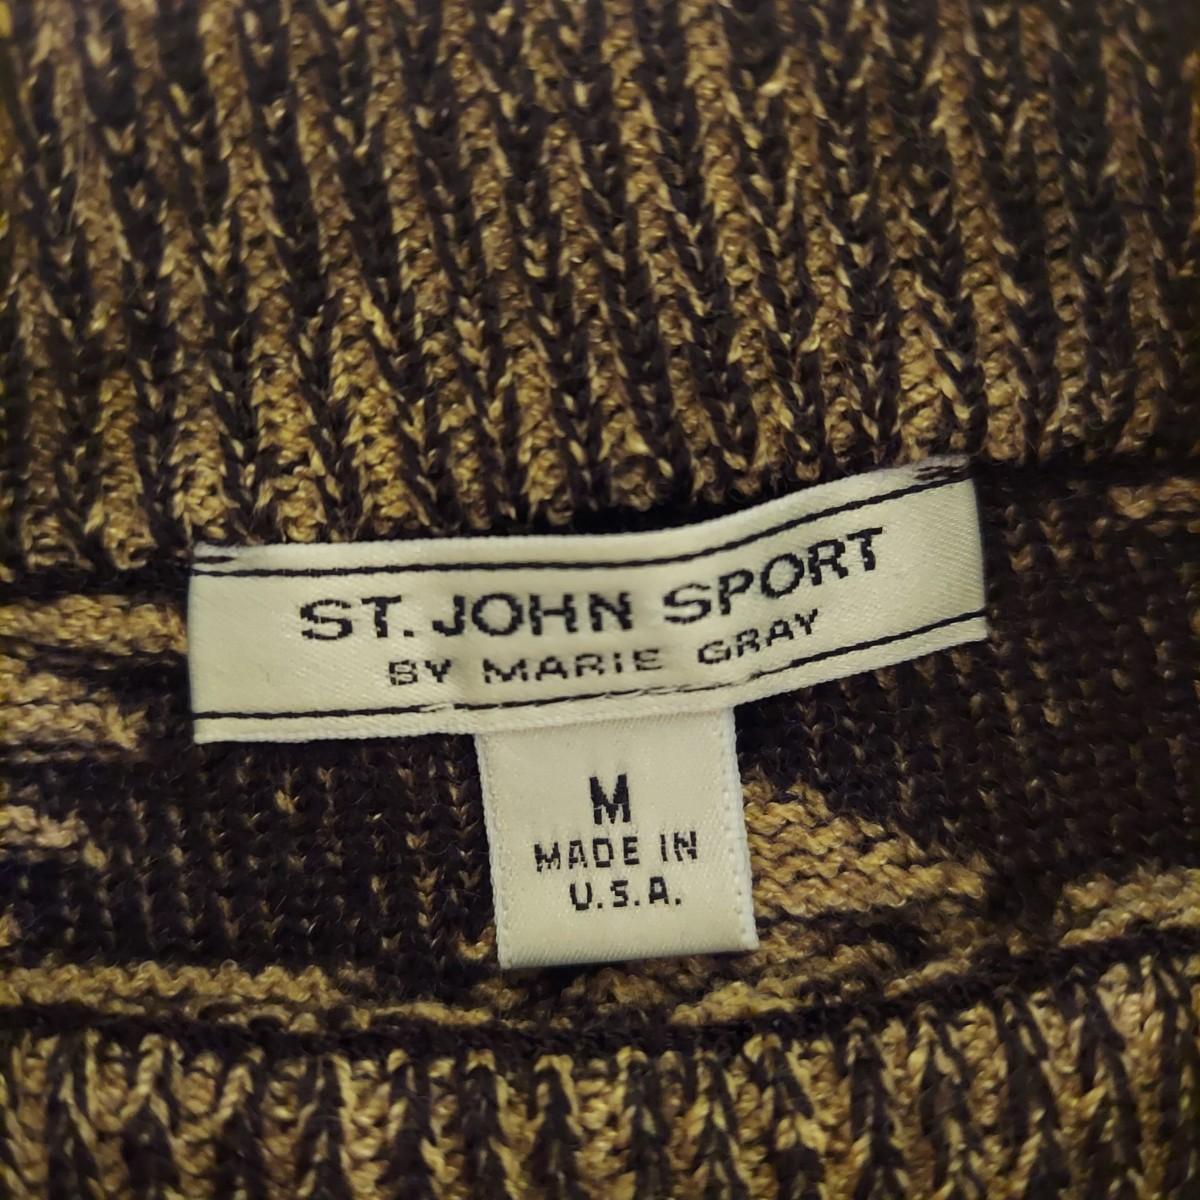 ST. JOHN SPORT
BY MARIE GRAY
M
MADE IN
U.S.A.